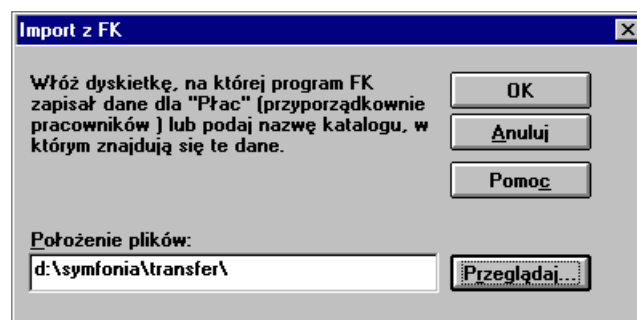 Import z FK
Włóż dyskietkę, na której program FK
zapisał dane dla "Płac" (przyporządkownie
pracowników ) lub podaj nazwę katalogu, w
którym znajdują się te dane.
OK
Anuluj
Pomoc
Położenie plików:
d:\symfonia\transfer\
Przeglądaj...